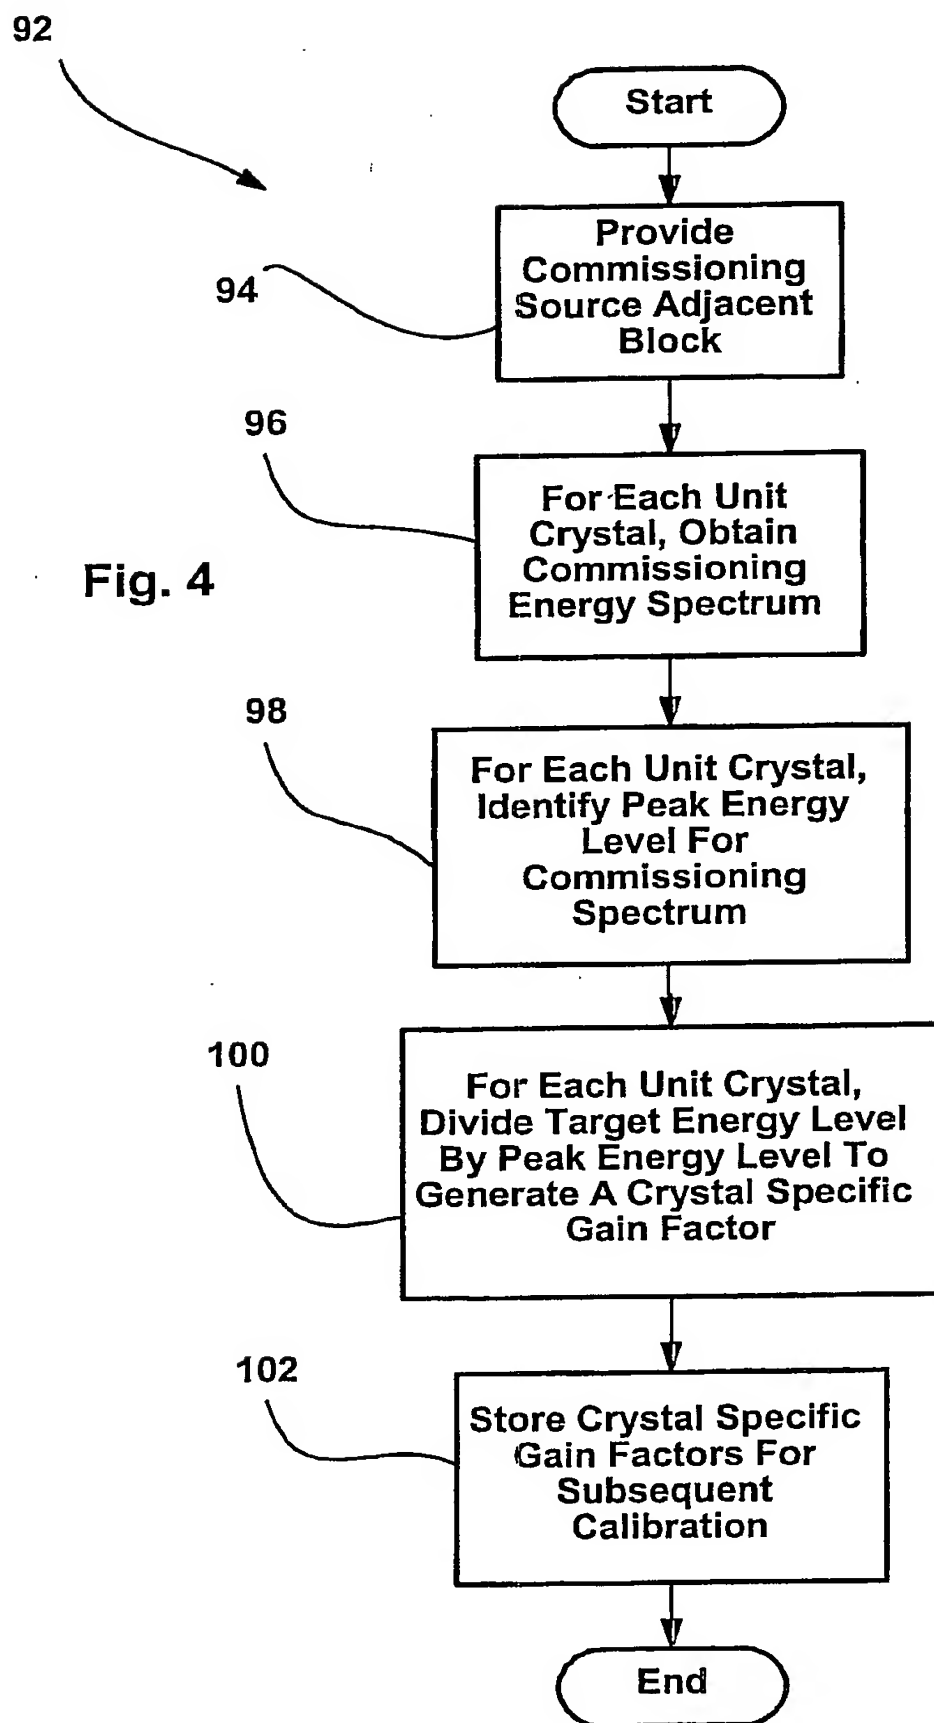 92
Start
Provide
Commissioning
Source Adjacent
Block
94
96
For Each Unit
Crystal, Obtain
Commissioning
Energy Spectrum
Fig. 4
98
For Each Unit Crystal,
Identify Peak Energy
Level For
Commissioning
Spectrum
100
For Each Unit Crystal,
Divide Target Energy Level
By Peak Energy Level To
Generate A Crystal Specific
Gain Factor
102
Store Crystal Specific
Gain Factors For
Subsequent
Calibration
End